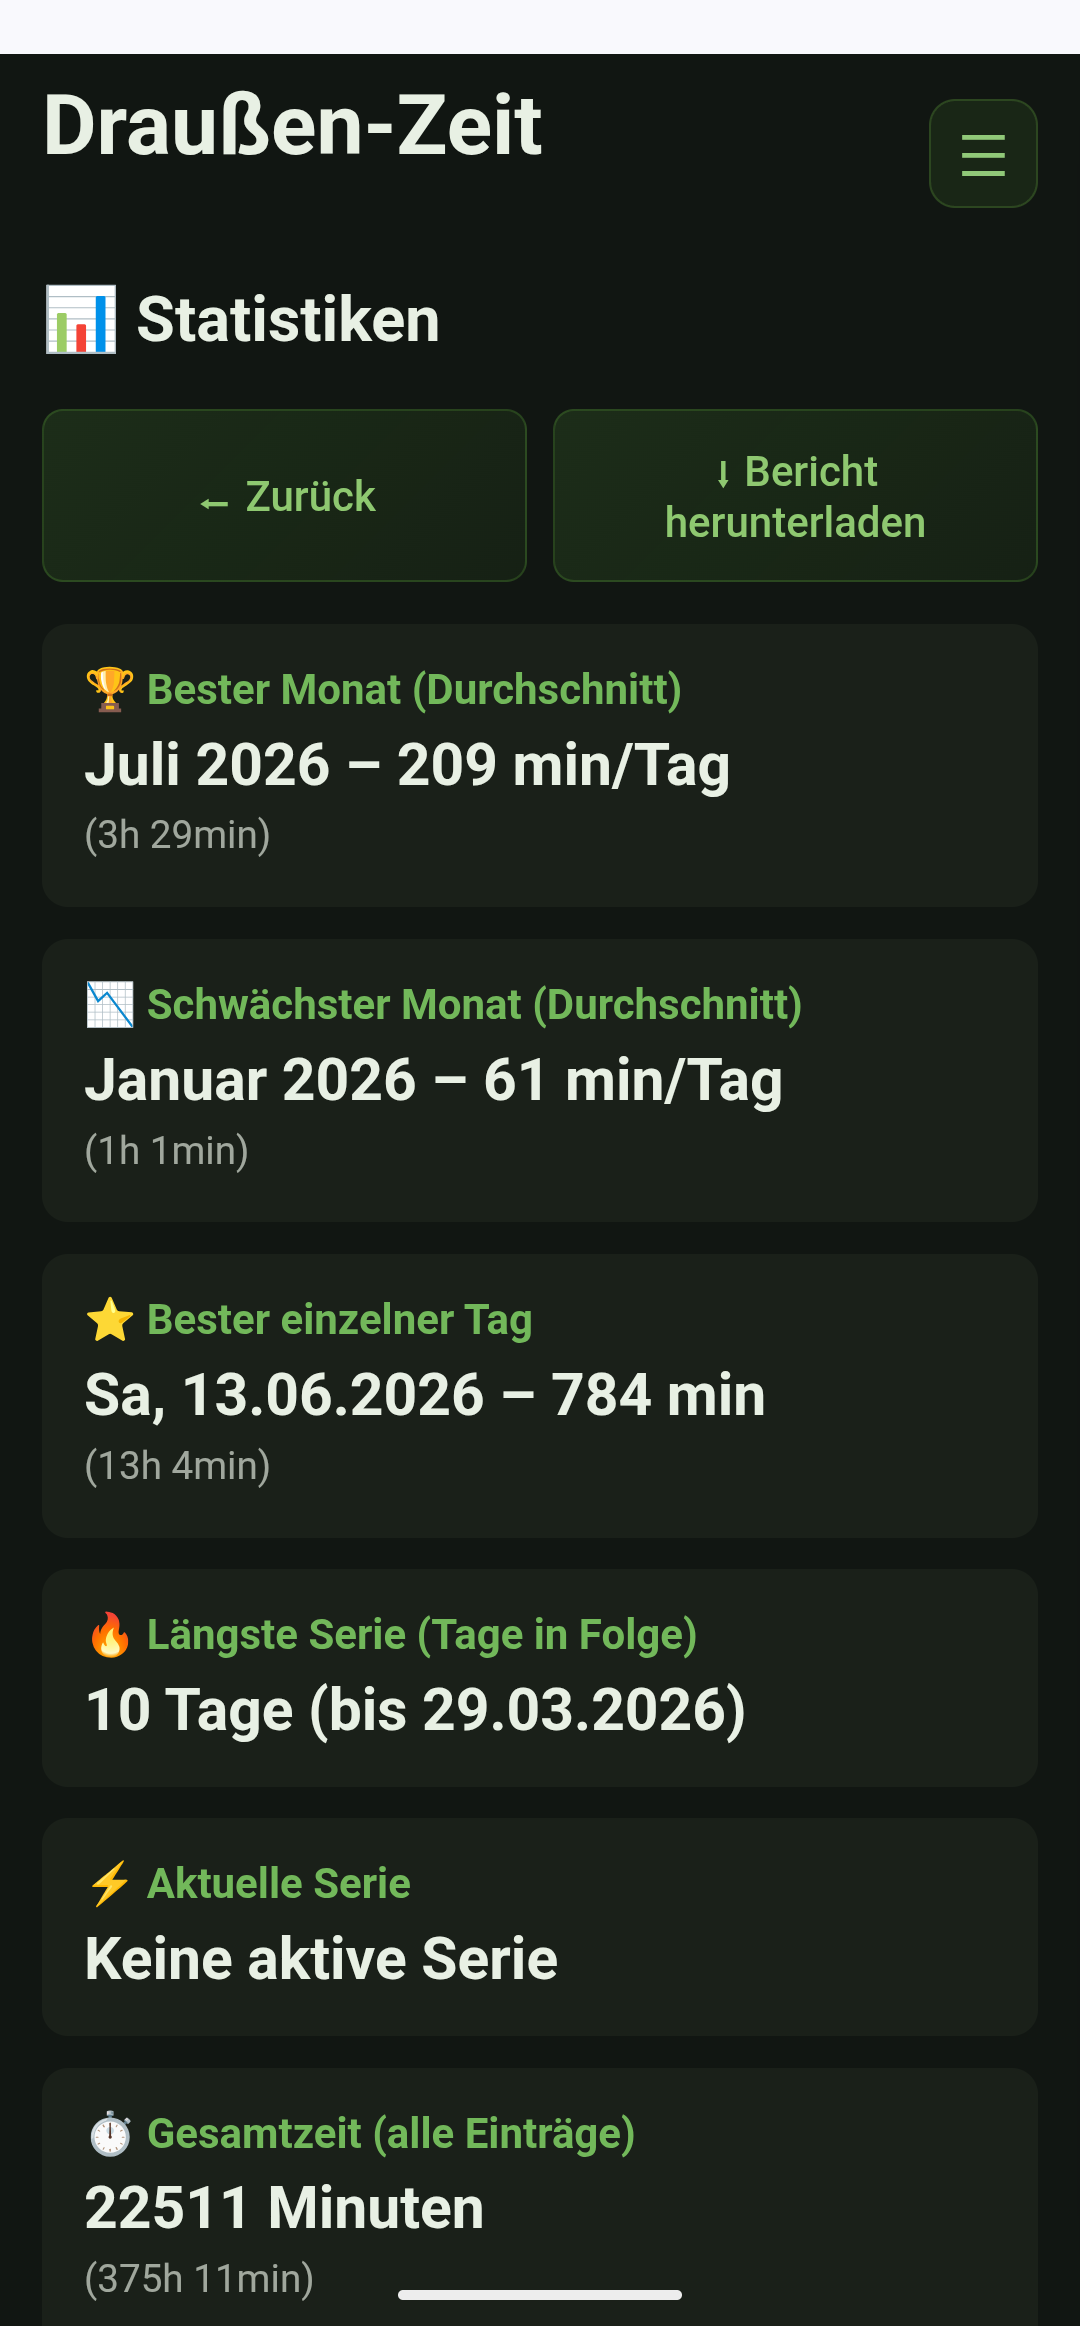 Draußen-Zeit
☰
📊 Statistiken
← Zurück
↓ Bericht
herunterladen
🏆 Bester Monat (Durchschnitt)
Juli 2026 – 209 min/Tag
(3h 29min)
📉 Schwächster Monat (Durchschnitt)
Januar 2026 – 61 min/Tag
(1h 1min)
⭐ Bester einzelner Tag
Sa, 13.06.2026 – 784 min
(13h 4min)
🔥 Längste Serie (Tage in Folge)
10 Tage (bis 29.03.2026)
⚡ Aktuelle Serie
Keine aktive Serie
⏱️ Gesamtzeit (alle Einträge)
22511 Minuten
(375h 11min)